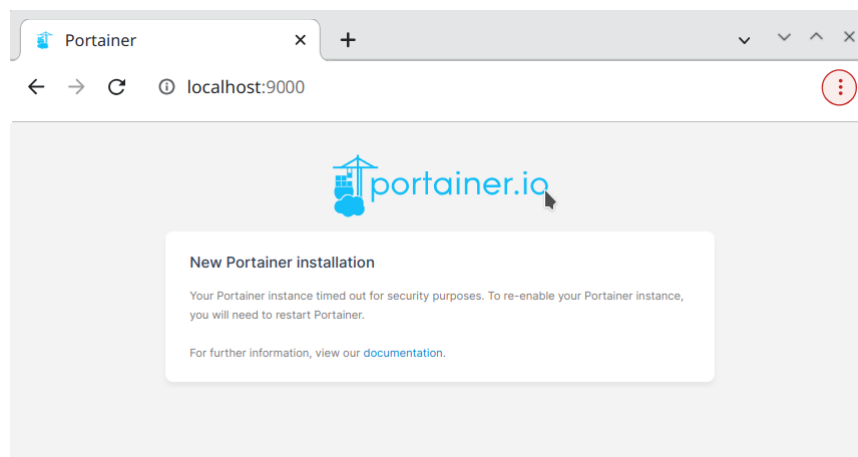 Portainer
localhost:9000
portainer.io
New Portainer installation
Your Portainer instance timed out for security purposes. To re-enable your Portainer instance,
you will need to restart Portainer.
For further information, view our documentation.